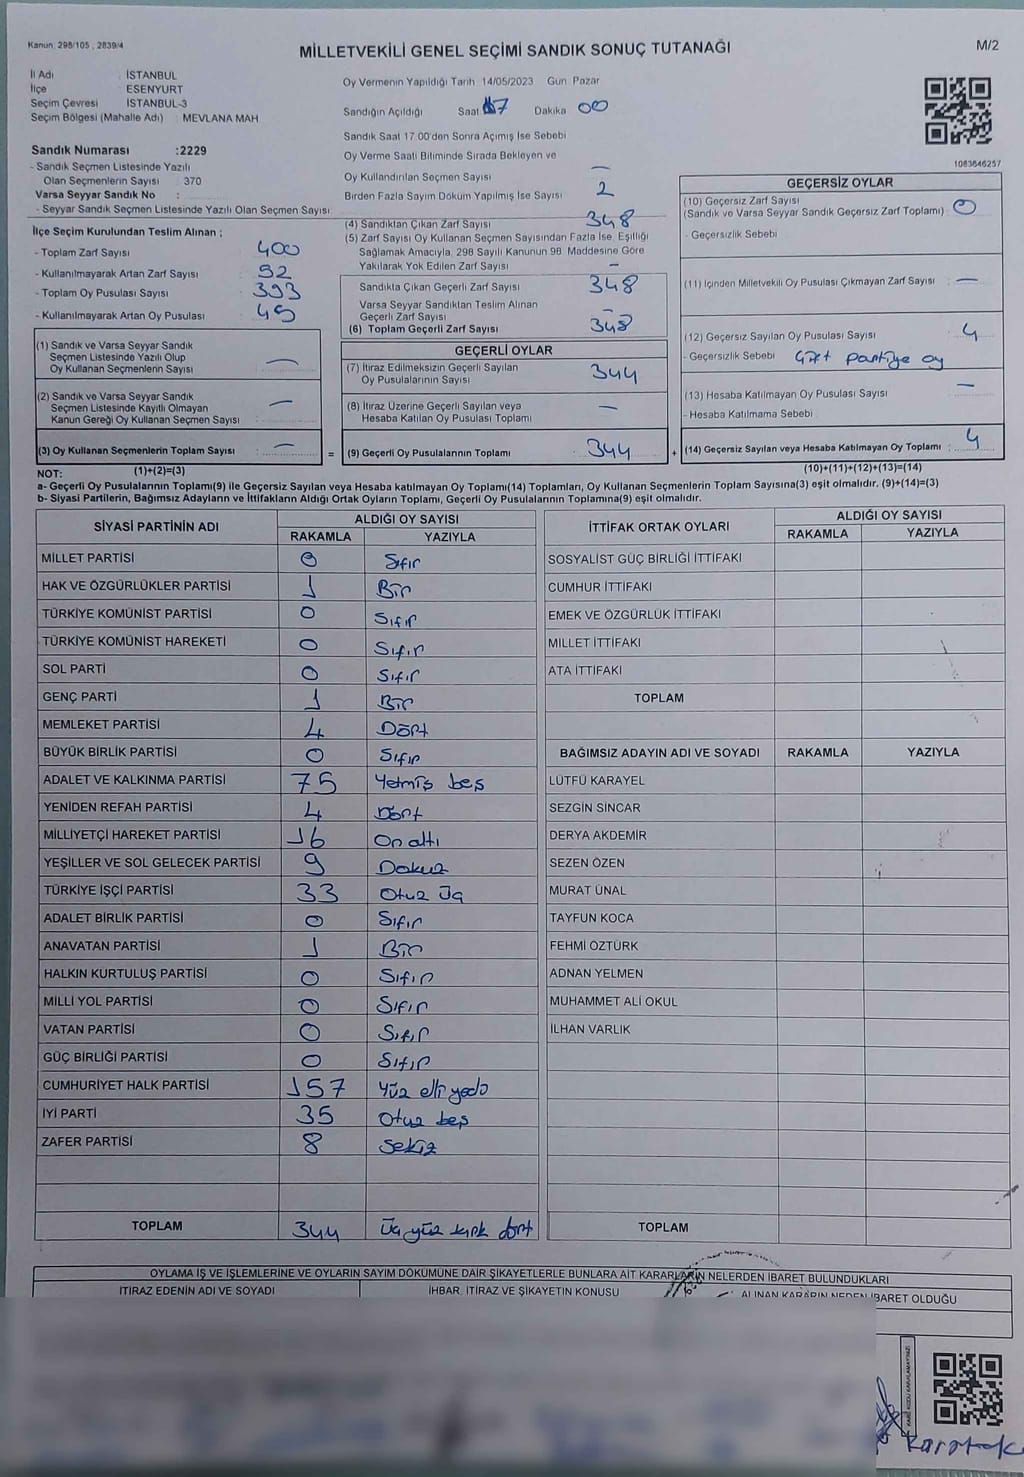 Kanun: 298/105 ; 2839/4
MİLLETVEKİLİ GENEL SEÇİMİ SANDIK SONUÇ TUTANAĞI
M/2
İl Adı : İSTANBUL
İlçe : ESENYURT
Seçim Çevresi : İSTANBUL-3
Seçim Bölgesi (Mahalle Adı) : MEVLANA MAH
Sandık Numarası :2229
- Sandık Seçmen Listesinde Yazılı
Olan Seçmenlerin Sayısı : 370
Varsa Seyyar Sandık No :
- Seyyar Sandık Seçmen Listesinde Yazılı Olan Seçmen Sayısı:
İlçe Seçim Kurulundan Teslim Alınan ;
- Toplam Zarf Sayısı : 400
- Kullanılmayarak Artan Zarf Sayısı : 52
- Toplam Oy Pusulası Sayısı : 393
- Kullanılmayarak Artan Oy Pusulası : 45
Oy Vermenin Yapıldığı Tarih: 14/05/2023 Gün: Pazar
Sandığın Açıldığı Saat 17 Dakika 00
Sandık Saat 17.00'den Sonra Açımış İse Sebebi
Oy Verme Saati Bitiminde Sırada Bekleyen ve
Oy Kullandırılan Seçmen Sayısı —
Birden Fazla Sayım Döküm Yapılmış İse Sayısı 2
(4) Sandıktan Çıkan Zarf Sayısı 348
(5) Zarf Sayısı Oy Kullanan Seçmen Sayısından Fazla İse, Eşitliği
Sağlamak Amacıyla, 298 Sayılı Kanunun 98. Maddesine Göre
Yakılarak Yok Edilen Zarf Sayısı —
Sandıkta Çıkan Geçerli Zarf Sayısı 348
Varsa Seyyar Sandıktan Teslim Alınan
Geçerli Zarf Sayısı —
(6) Toplam Geçerli Zarf Sayısı 348
1083646257
GEÇERSİZ OYLAR
(10) Geçersiz Zarf Sayısı
(Sandık ve Varsa Seyyar Sandık Geçersiz Zarf Toplamı) : 0
- Geçersizlik Sebebi
(11) İçinden Milletvekili Oy Pusulası Çıkmayan Zarf Sayısı : —
(12) Geçersiz Sayılan Oy Pusulası Sayısı : 4
- Geçersizlik Sebebi Çift partiye oy
(13) Hesaba Katılmayan Oy Pusulası Sayısı : —
- Hesaba Katılmama Sebebi
(14) Geçersiz Sayılan veya Hesaba Katılmayan Oy Toplamı : 4
(10)+(11)+(12)+(13)=(14)
(1) Sandık ve Varsa Seyyar Sandık
Seçmen Listesinde Yazılı Olup
Oy Kullanan Seçmenlerin Sayısı : —
(2) Sandık ve Varsa Seyyar Sandık
Seçmen Listesinde Kayıtlı Olmayan
Kanun Gereği Oy Kullanan Seçmen Sayısı : —
(3) Oy Kullanan Seçmenlerin Toplam Sayısı : —
GEÇERLİ OYLAR
(7) İtiraz Edilmeksizin Geçerli Sayılan
Oy Pusulalarının Sayısı 344
(8) İtiraz Üzerine Geçerli Sayılan veya
Hesaba Katılan Oy Pusulası Toplamı —
= (9) Geçerli Oy Pusulalarının Toplamı 344 +
NOT: (1)+(2)=(3)
a- Geçerli Oy Pusulalarının Toplamı(9) ile Geçersiz Sayılan veya Hesaba katılmayan Oy Toplamı(14) Toplamları, Oy Kullanan Seçmenlerin Toplam Sayısına(3) eşit olmalıdır. (9)+(14)=(3)
b- Siyasi Partilerin, Bağımsız Adayların ve İttifakların Aldığı Ortak Oyların Toplamı, Geçerli Oy Pusulalarının Toplamına(9) eşit olmalıdır.
SİYASİ PARTİNİN ADI ALDIĞI OY SAYISI
RAKAMLA YAZIYLA
MİLLET PARTİSİ 0 Sıfır
HAK VE ÖZGÜRLÜKLER PARTİSİ 1 Bir
TÜRKİYE KOMÜNİST PARTİSİ 0 Sıfır
TÜRKİYE KOMÜNİST HAREKETİ 0 Sıfır
SOL PARTİ 0 Sıfır
GENÇ PARTİ 1 Bir
MEMLEKET PARTİSİ 4 Dört
BÜYÜK BİRLİK PARTİSİ 0 Sıfır
ADALET VE KALKINMA PARTİSİ 75 Yetmiş beş
YENİDEN REFAH PARTİSİ 4 Dört
MİLLİYETÇİ HAREKET PARTİSİ 16 On altı
YEŞİLLER VE SOL GELECEK PARTİSİ 9 Dokuz
TÜRKİYE İŞÇİ PARTİSİ 33 Otuz üç
ADALET BİRLİK PARTİSİ 0 Sıfır
ANAVATAN PARTİSİ 1 Bir
HALKIN KURTULUŞ PARTİSİ 0 Sıfır
MİLLİ YOL PARTİSİ 0 Sıfır
VATAN PARTİSİ 0 Sıfır
GÜÇ BİRLİĞİ PARTİSİ 0 Sıfır
CUMHURİYET HALK PARTİSİ 157 Yüz elli yedi
İYİ PARTİ 35 Otuz beş
ZAFER PARTİSİ 8 Sekiz
TOPLAM 344 Üç yüz kırk dört
İTTİFAK ORTAK OYLARI ALDIĞI OY SAYISI
RAKAMLA YAZIYLA
SOSYALİST GÜÇ BİRLİĞİ İTTİFAKI
CUMHUR İTTİFAKI
EMEK VE ÖZGÜRLÜK İTTİFAKI
MİLLET İTTİFAKI
ATA İTTİFAKI
TOPLAM
BAĞIMSIZ ADAYIN ADI VE SOYADI RAKAMLA YAZIYLA
LÜTFÜ KARAYEL
SEZGİN SİNCAR
DERYA AKDEMİR
SEZEN ÖZEN
MURAT ÜNAL
TAYFUN KOCA
FEHMİ ÖZTÜRK
ADNAN YELMEN
MUHAMMET ALİ OKUL
İLHAN VARLIK
TOPLAM
OYLAMA İŞ VE İŞLEMLERİNE VE OYLARIN SAYIM DÖKÜMÜNE DAİR ŞİKAYETLERLE BUNLARA AİT KARARLARIN NELERDEN İBARET BULUNDUKLARI
İTİRAZ EDENİN ADI VE SOYADI İHBAR, İTİRAZ VE ŞİKAYETİN KONUSU ALINAN KARARIN NEDEN İBARET OLDUĞU